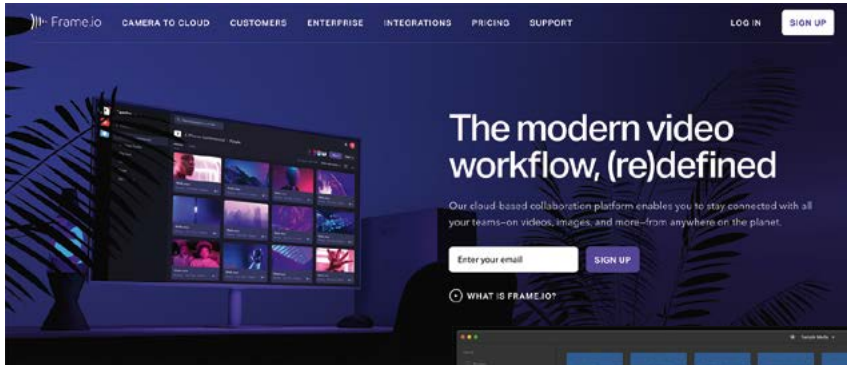 Frame.io CAMERA TO CLOUD CUSTOMERS ENTERPRISE INTEGRATIONS PRICING SUPPORT LOG IN SIGN UP
The modern video
workflow, (re)defined
Our cloud-based collaboration platform enables you to stay connected with all
your teams—on videos, images, and more—from anywhere on the planet.
Enter your email SIGN UP
WHAT IS FRAME.IO?
Sample Media